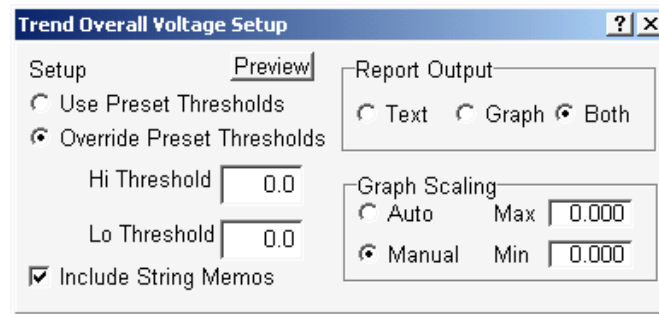 Trend Overall Voltage Setup
Setup
Preview
Use Preset Thresholds
Override Preset Thresholds
Hi Threshold 0.0
Lo Threshold 0.0
Include String Memos
Report Output
Text Graph Both
Graph Scaling
Auto Max 0.000
Manual Min 0.000